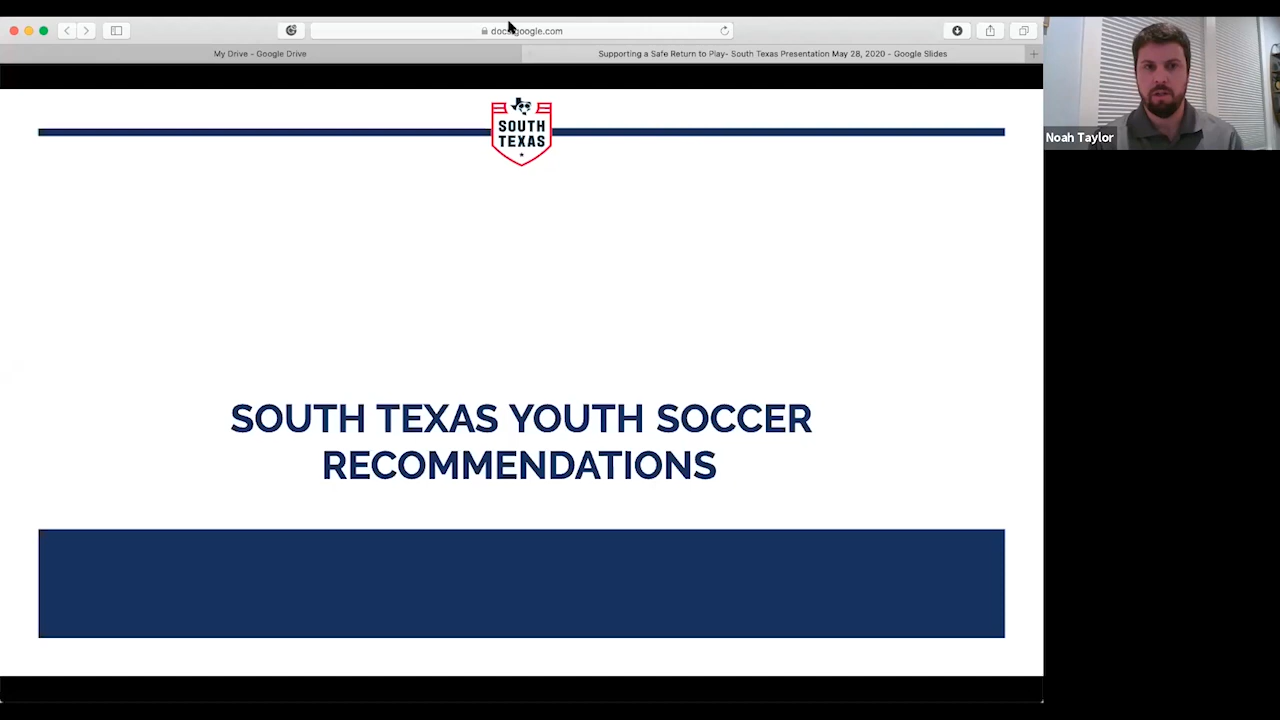 docs.google.com
My Drive - Google Drive
Supporting a Safe Return to Play- South Texas Presentation May 28, 2020 - Google Slides
Noah Taylor
SOUTH
TEXAS
SOUTH TEXAS YOUTH SOCCER
RECOMMENDATIONS